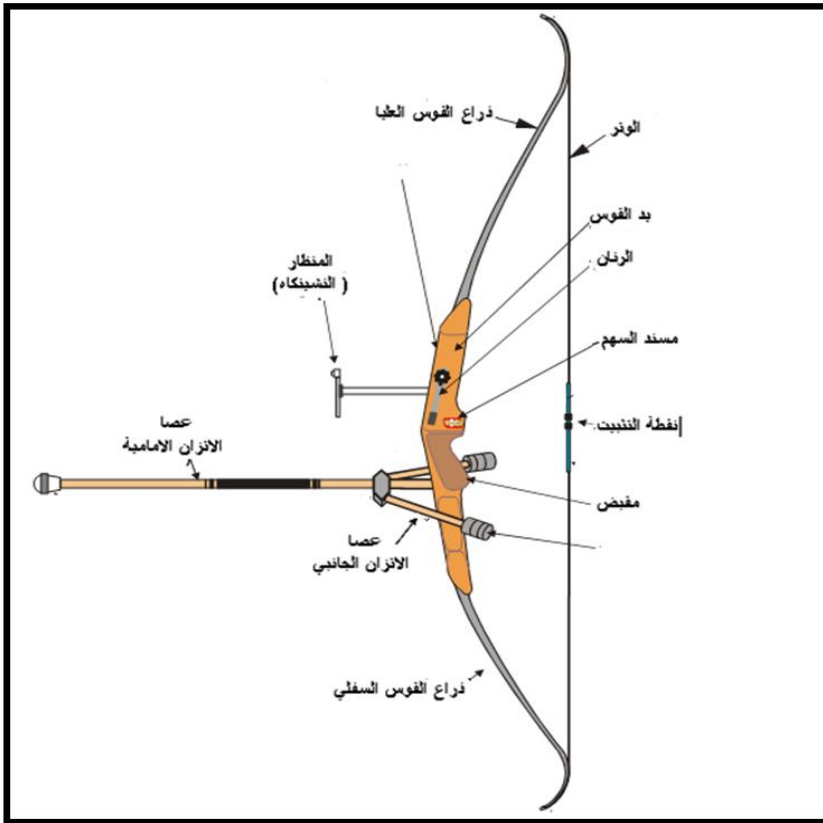 ذراع القوس العليا
الوتر
يد القوس
الرنان
المنظار
( النشينكاه)
مسند السهم
نقطة التثبيت
عصا
الاتزان الامامية
مقبض
عصا
الاتزان الجانبي
ذراع القوس السفلي